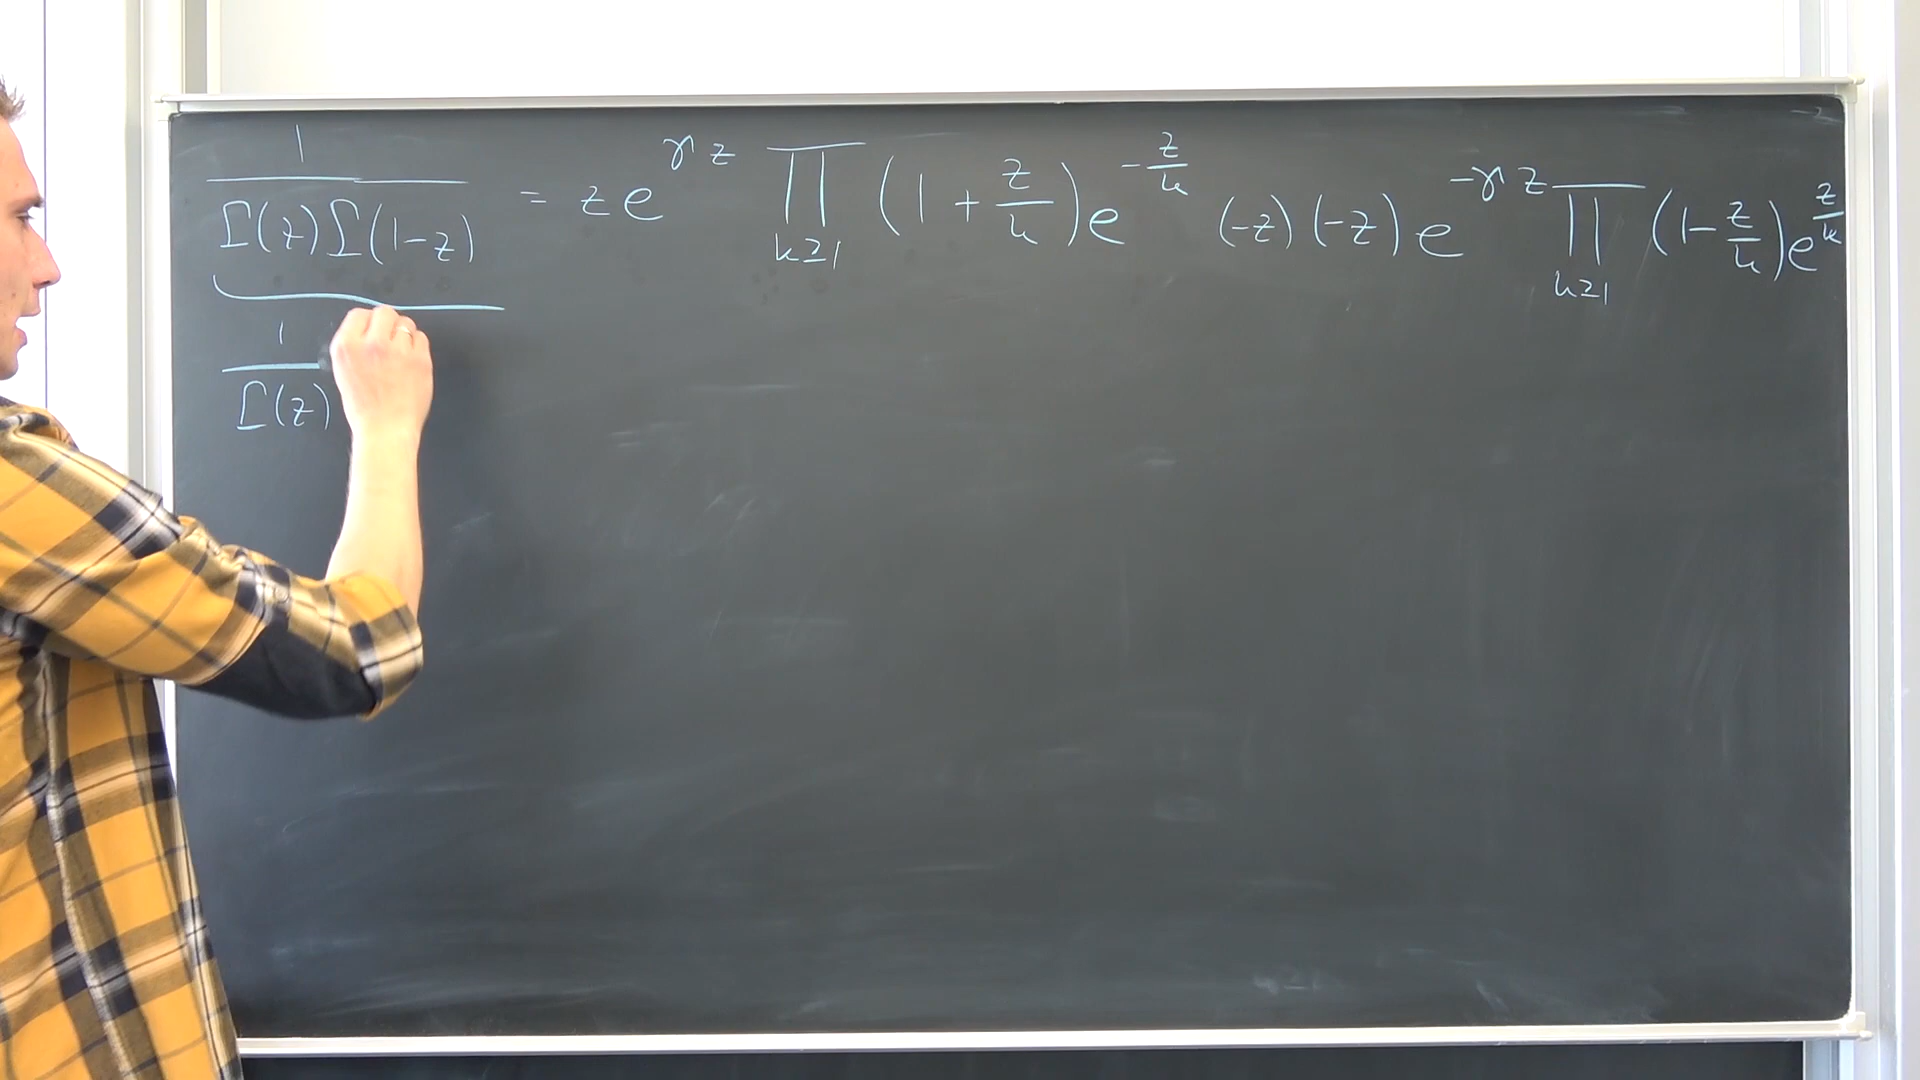 1/(Γ(z)Γ(1-z)) = z e^{γz} ∏_{k≥1} (1 + z/k) e^{-z/k} (-z)(-z) e^{-γz} ∏_{k≥1} (1 - z/k) e^{z/k}
1/Γ(z)